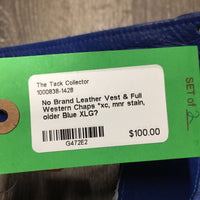 The Tack Collector
1000838-1428
No Brand Leather Vest & Full
Western Chaps *xc, mnr stain,
older Blue XLG?
$100.00
G472E2
SET of 2